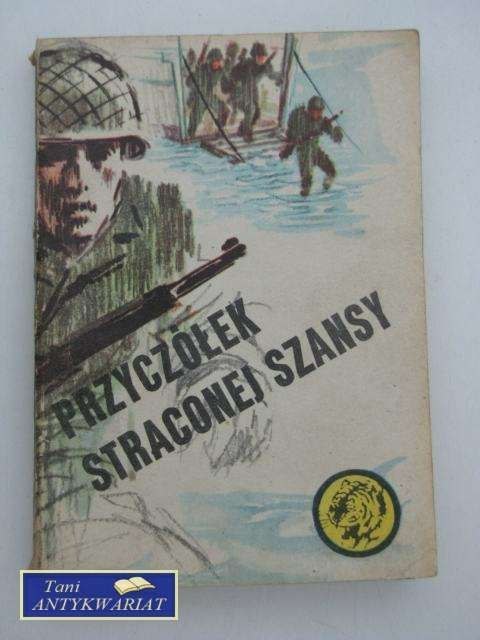 PRZYCZÓŁEK
STRACONEJ SZANSY
Tani
ANTYKWARIAT